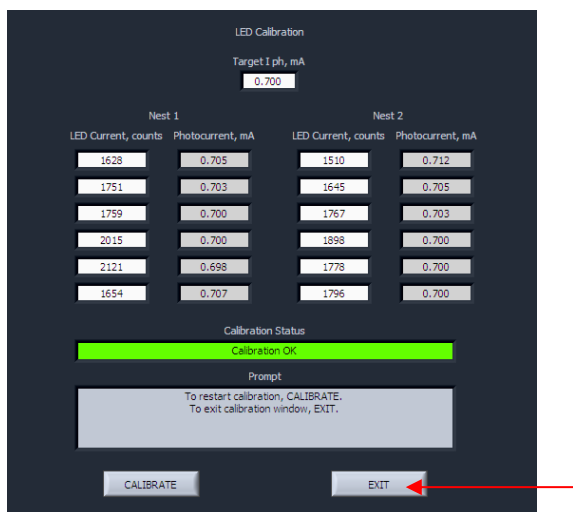 LED Calibration
Target I ph, mA
0.700
Nest 1 Nest 2
LED Current, counts Photocurrent, mA LED Current, counts Photocurrent, mA
1628 0.705 1510 0.712
1751 0.703 1645 0.705
1759 0.700 1767 0.703
2015 0.700 1898 0.700
2121 0.698 1778 0.700
1654 0.707 1796 0.700
Calibration Status
Calibration OK
Prompt
To restart calibration, CALIBRATE.
To exit calibration window, EXIT.
CALIBRATE EXIT